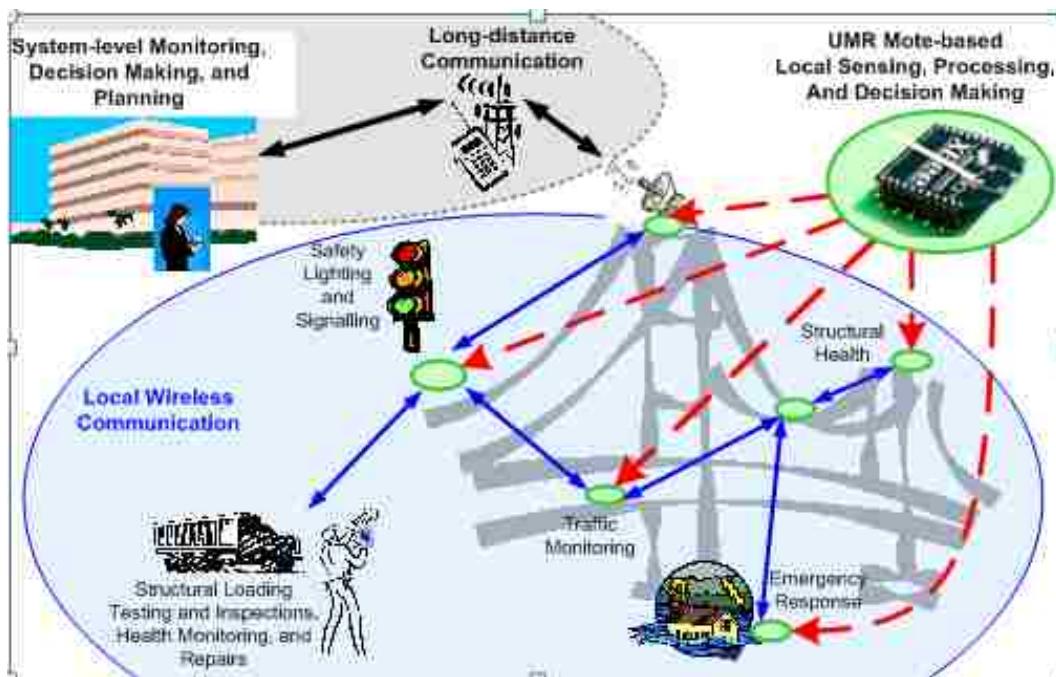 System-level Monitoring,
Decision Making, and
Planning
Long-distance
Communication
UMR Mote-based
Local Sensing, Processing,
And Decision Making
Safety
Lighting
and
Signalling
Structural
Health
Local Wireless
Communication
Traffic
Monitoring
Structural Loading
Testing and Inspections,
Health Monitoring, and
Repairs
Emergency
Response